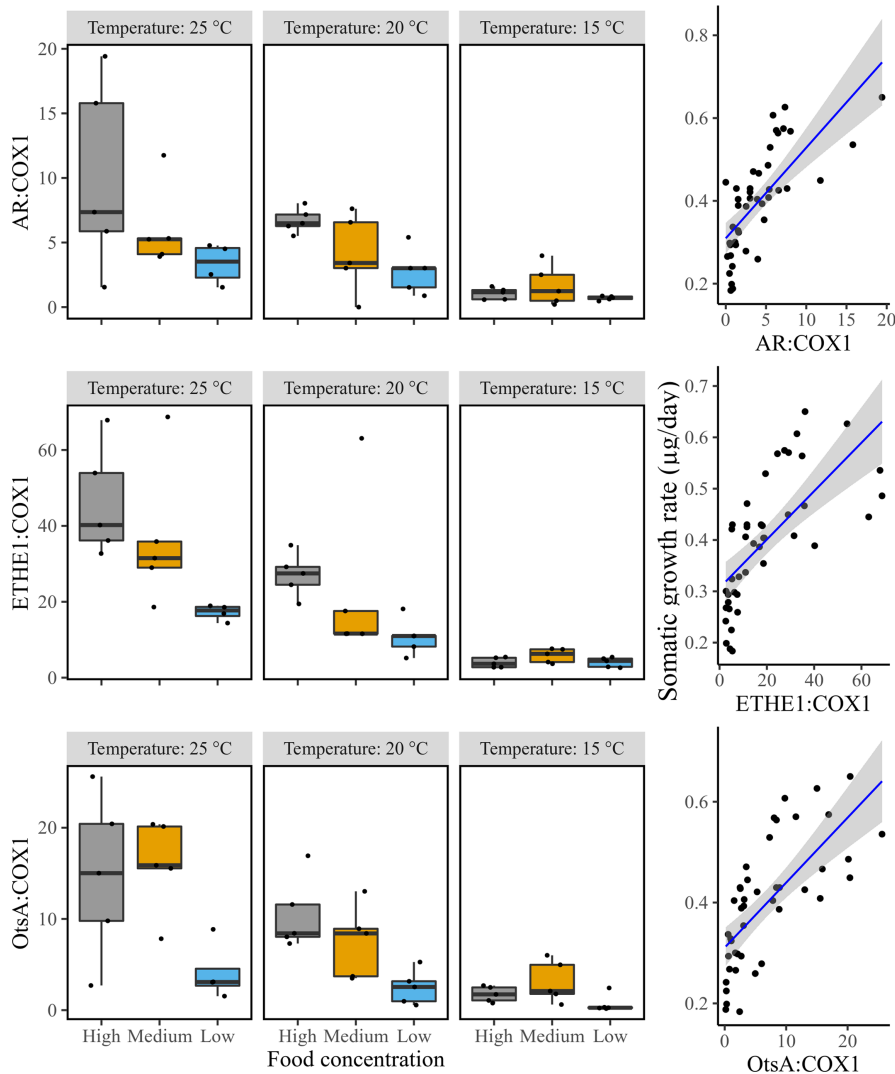 Temperature: 25 °C Temperature: 20 °C Temperature: 15 °C
AR:COX1
20
15
10
5
0
0.8
0.6
0.4
0.2
0 5 10 15 20
AR:COX1
Temperature: 25 °C Temperature: 20 °C Temperature: 15 °C
ETHE1:COX1
60
40
20
0
Somatic growth rate (µg/day)
0.7
0.6
0.5
0.4
0.3
0.2
0 20 40 60
ETHE1:COX1
Temperature: 25 °C Temperature: 20 °C Temperature: 15 °C
OtsA:COX1
20
10
0
0.6
0.4
0.2
0 10 20
OtsA:COX1
High Medium Low High Medium Low High Medium Low
Food concentration